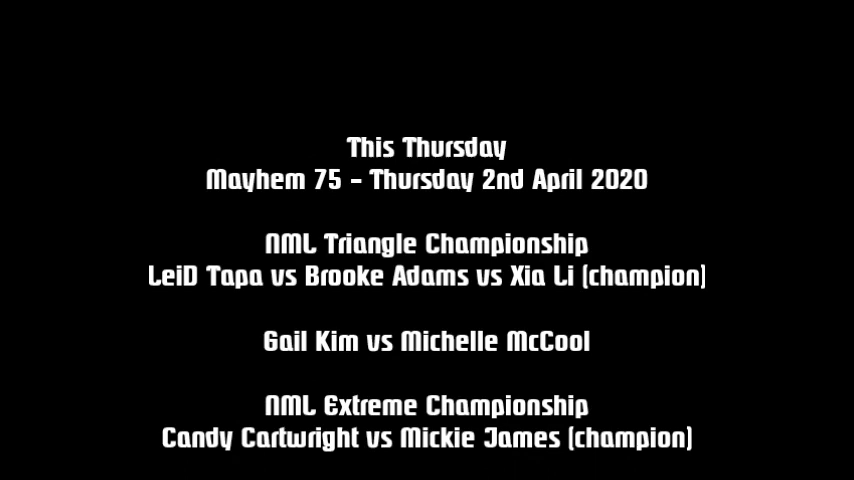 This Thursday
Mayhem 75 - Thursday 2nd April 2020
NML Triangle Championship
LeiD Tapa vs Brooke Adams vs Xia Li (champion)
Gail Kim vs Michelle McCool
NML Extreme Championship
Candy Cartwright vs Mickie James (champion)